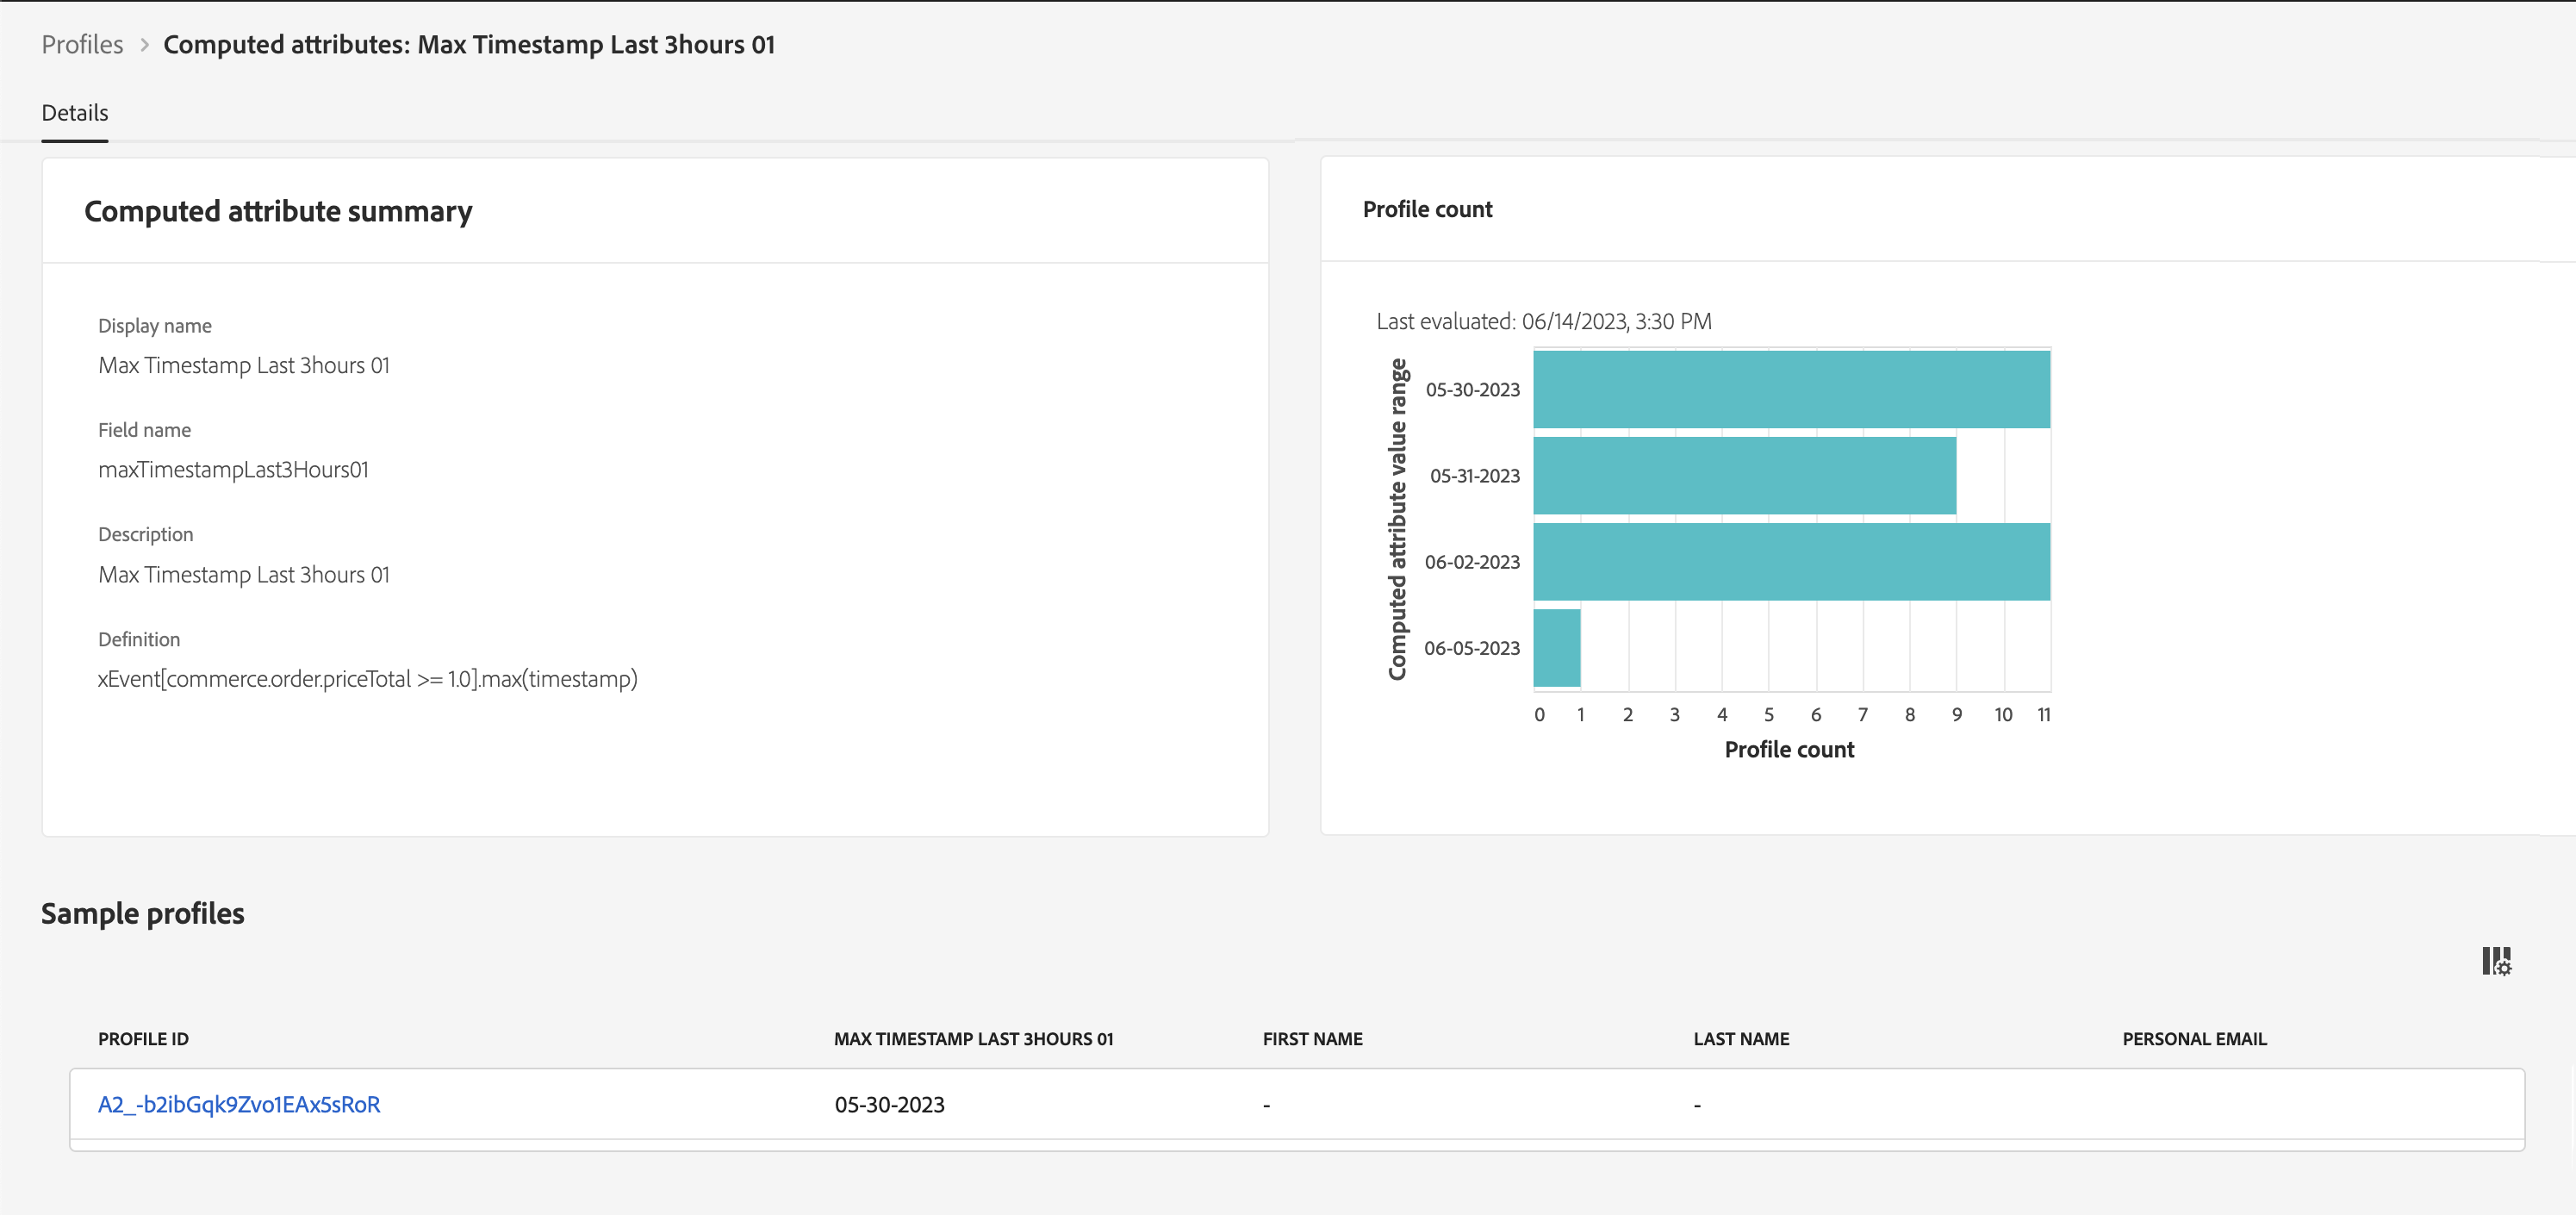 Profiles > Computed attributes: Max Timestamp Last 3hours 01
Details
Computed attribute summary
Display name
Max Timestamp Last 3hours 01
Field name
maxTimestampLast3Hours01
Description
Max Timestamp Last 3hours 01
Definition
xEvent[commerce.order.priceTotal >= 1.0].max(timestamp)
Profile count
Last evaluated: 06/14/2023, 3:30 PM
Computed attribute value range
05-30-2023
05-31-2023
06-02-2023
06-05-2023
0 1 2 3 4 5 6 7 8 9 10 11
Profile count
Sample profiles
PROFILE ID MAX TIMESTAMP LAST 3HOURS 01 FIRST NAME LAST NAME PERSONAL EMAIL
A2_-b2ibGqk9Zvo1EAx5sRoR 05-30-2023 - -